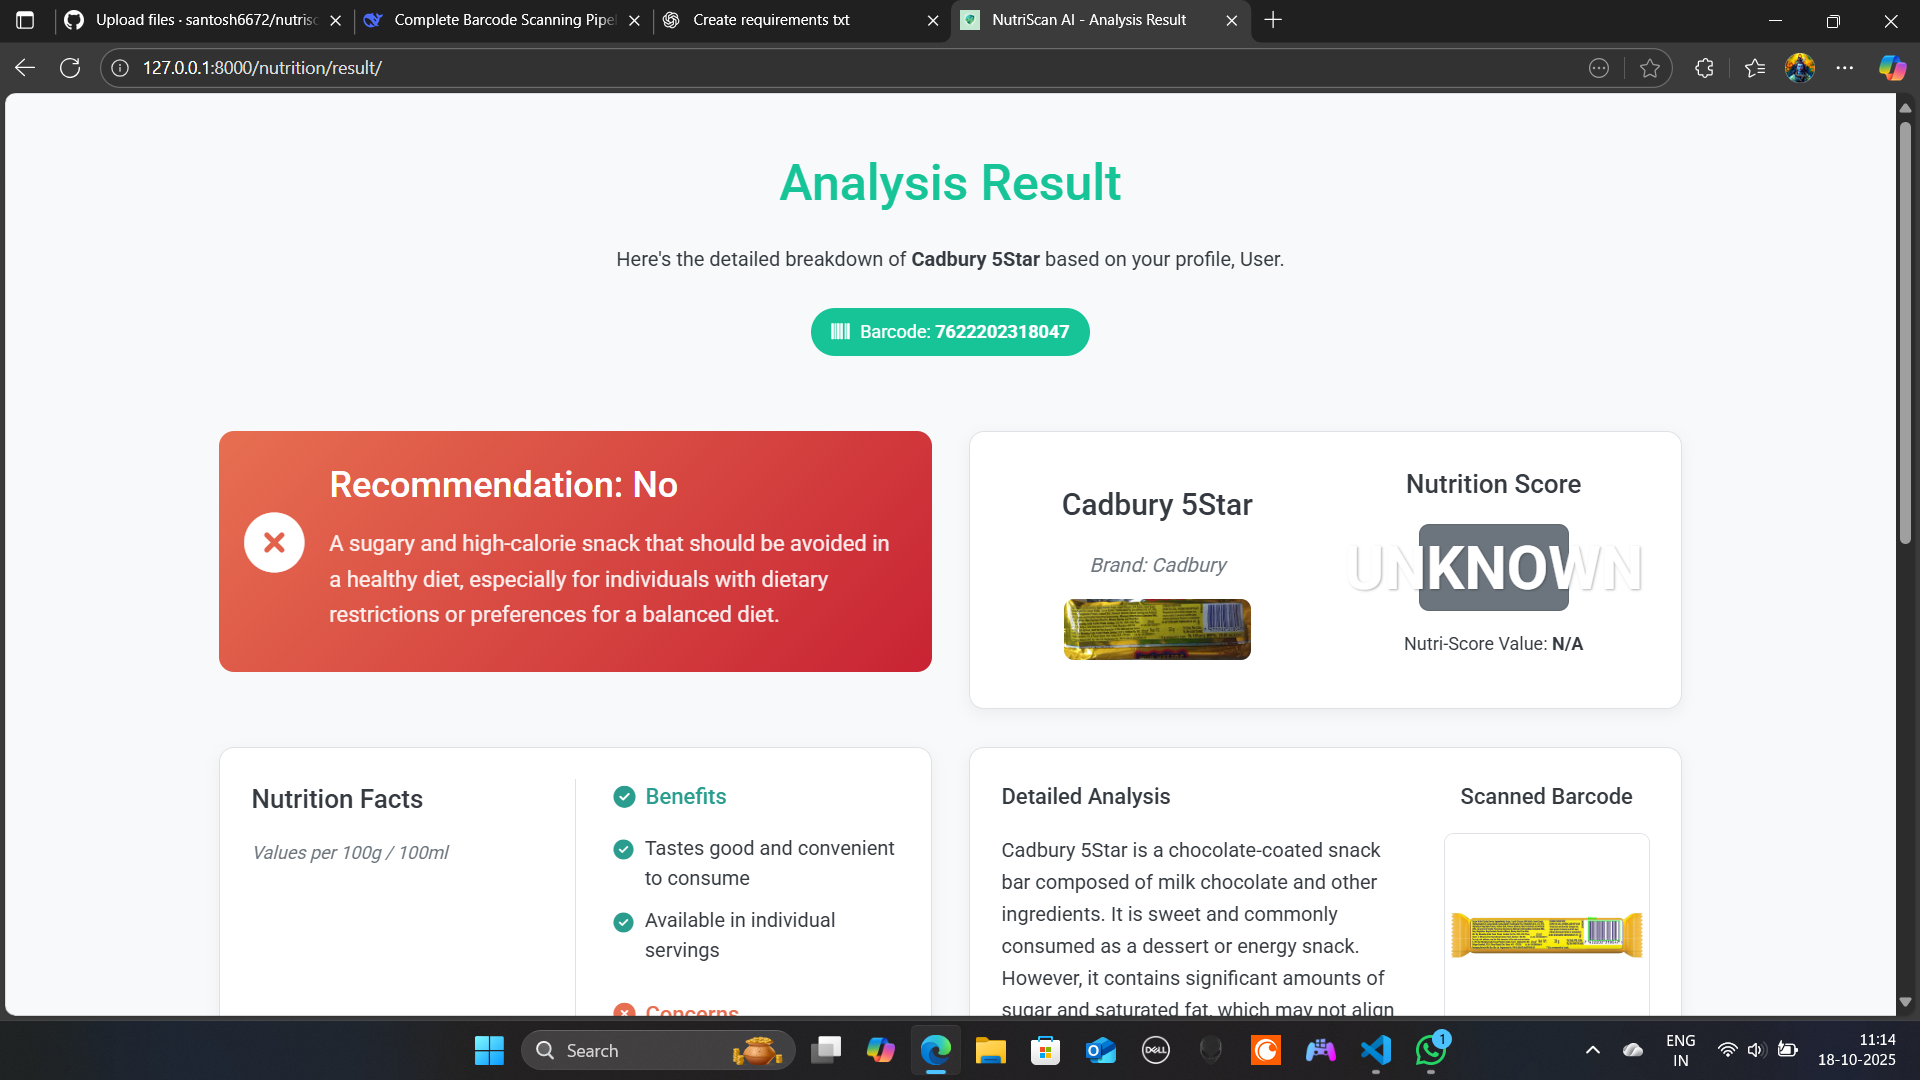 Upload files · santosh6672/nutrisc
Complete Barcode Scanning Pipel
Create requirements txt
NutriScan AI - Analysis Result
127.0.0.1:8000/nutrition/result/
Analysis Result
Here's the detailed breakdown of Cadbury 5Star based on your profile, User.
Barcode: 7622202318047
Recommendation: No
A sugary and high-calorie snack that should be avoided in
a healthy diet, especially for individuals with dietary
restrictions or preferences for a balanced diet.
Cadbury 5Star
Brand: Cadbury
Nutrition Score
UNKNOWN
Nutri-Score Value: N/A
Nutrition Facts
Values per 100g / 100ml
Benefits
Tastes good and convenient
to consume
Available in individual
servings
Concerns
Detailed Analysis
Cadbury 5Star is a chocolate-coated snack
bar composed of milk chocolate and other
ingredients. It is sweet and commonly
consumed as a dessert or energy snack.
However, it contains significant amounts of
sugar and saturated fat, which may not align
Scanned Barcode
Search
DELL
1
ENG
IN
11:14
18-10-2025